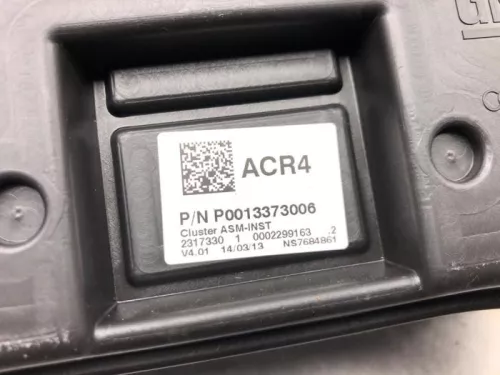 ACR4
P/N P0013373006
Cluster ASM-INST
2317330 1 0002299163 .2
V4.01 14/03/13 NS7684861